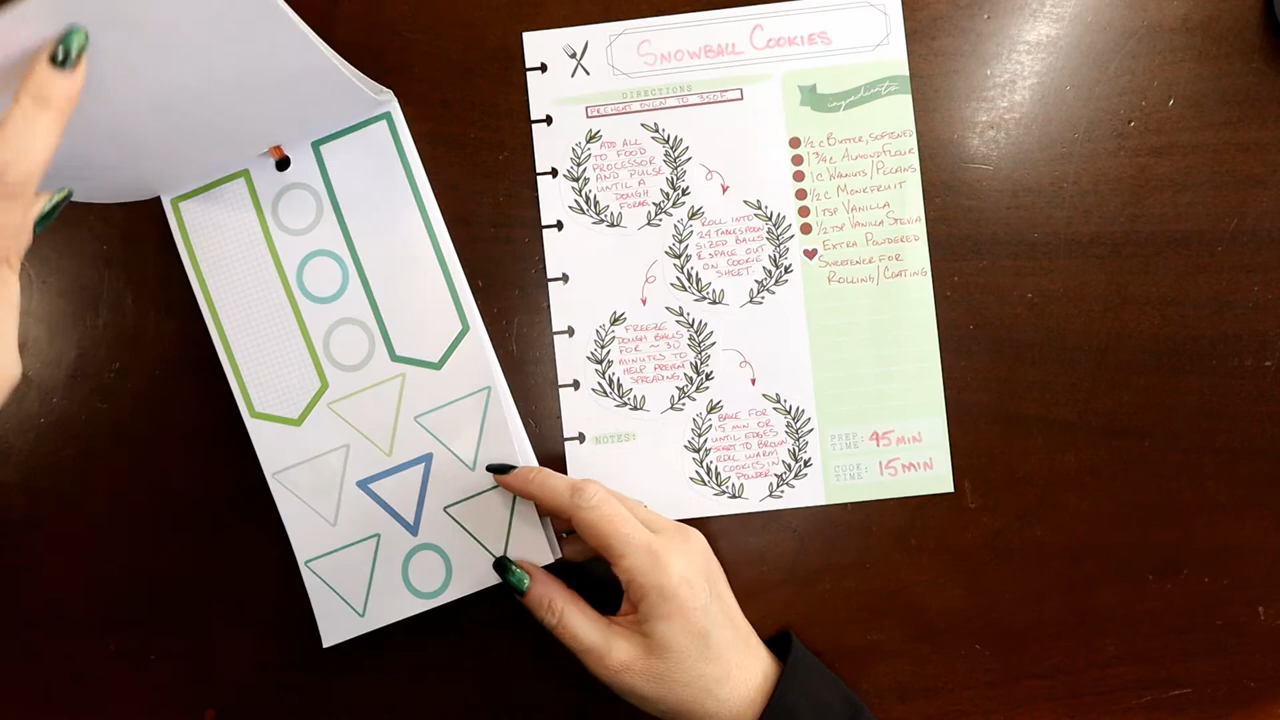 Snowball Cookies
DIRECTIONS
PREHEAT OVEN TO 350F
ADD ALL
TO FOOD
PROCESSOR
AND PULSE
UNTIL A
DOUGH
FORMS.
ROLL INTO
24 TABLESPOON
SIZED BALLS
& SPACE OUT
ON COOKIE
SHEET.
FREEZE
DOUGH BALLS
FOR ~ 30
MINUTES TO
HELP PREVENT
SPREADING.
BAKE FOR
15 MIN OR
UNTIL EDGES
START TO BROWN
ROLL WARM
COOKIES IN
POWDER.
NOTES:
ingredients
1/2 c BUTTER, SOFTENED
1 3/4 c ALMOND FLOUR
1 C WALNUTS/PECANS
1/2 C MONKFRUIT
1 TSP VANILLA
1/2 TSP VANILLA STEVIA
EXTRA POWDERED
SWEETENER FOR
ROLLING/COATING
PREP TIME: 45 MIN
COOK TIME: 15 MIN